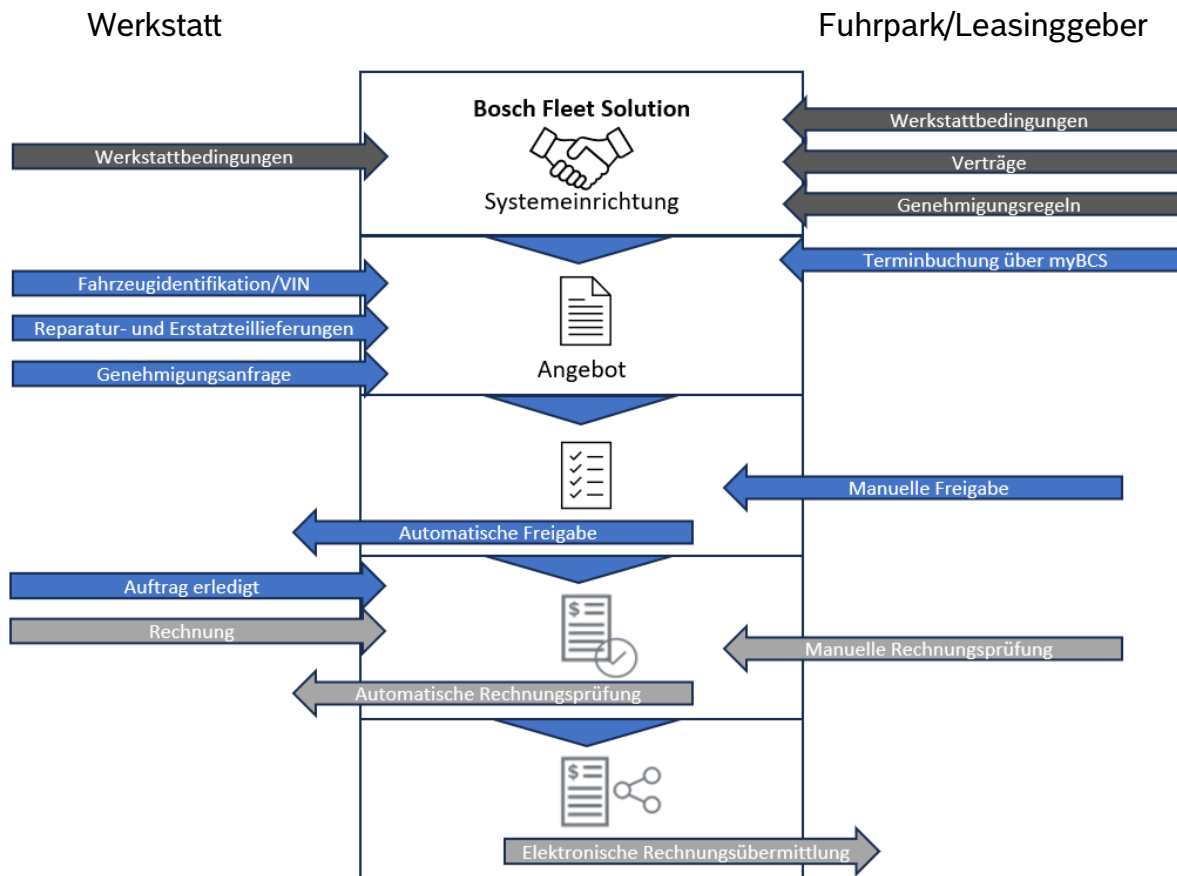 Werkstatt
Fuhrpark/Leasinggeber
Bosch Fleet Solution
Werkstattbedingungen
Werkstattbedingungen
Verträge
Systemeinrichtung
Genehmigungsregeln
Terminbuchung über myBCS
Fahrzeugidentifikation/VIN
Reparatur- und Erstatzteillieferungen
Genehmigungsanfrage
Angebot
Manuelle Freigabe
Automatische Freigabe
Auftrag erledigt
$
Rechnung
Manuelle Rechnungsprüfung
Automatische Rechnungsprüfung
$
Elektronische Rechnungsübermittlung